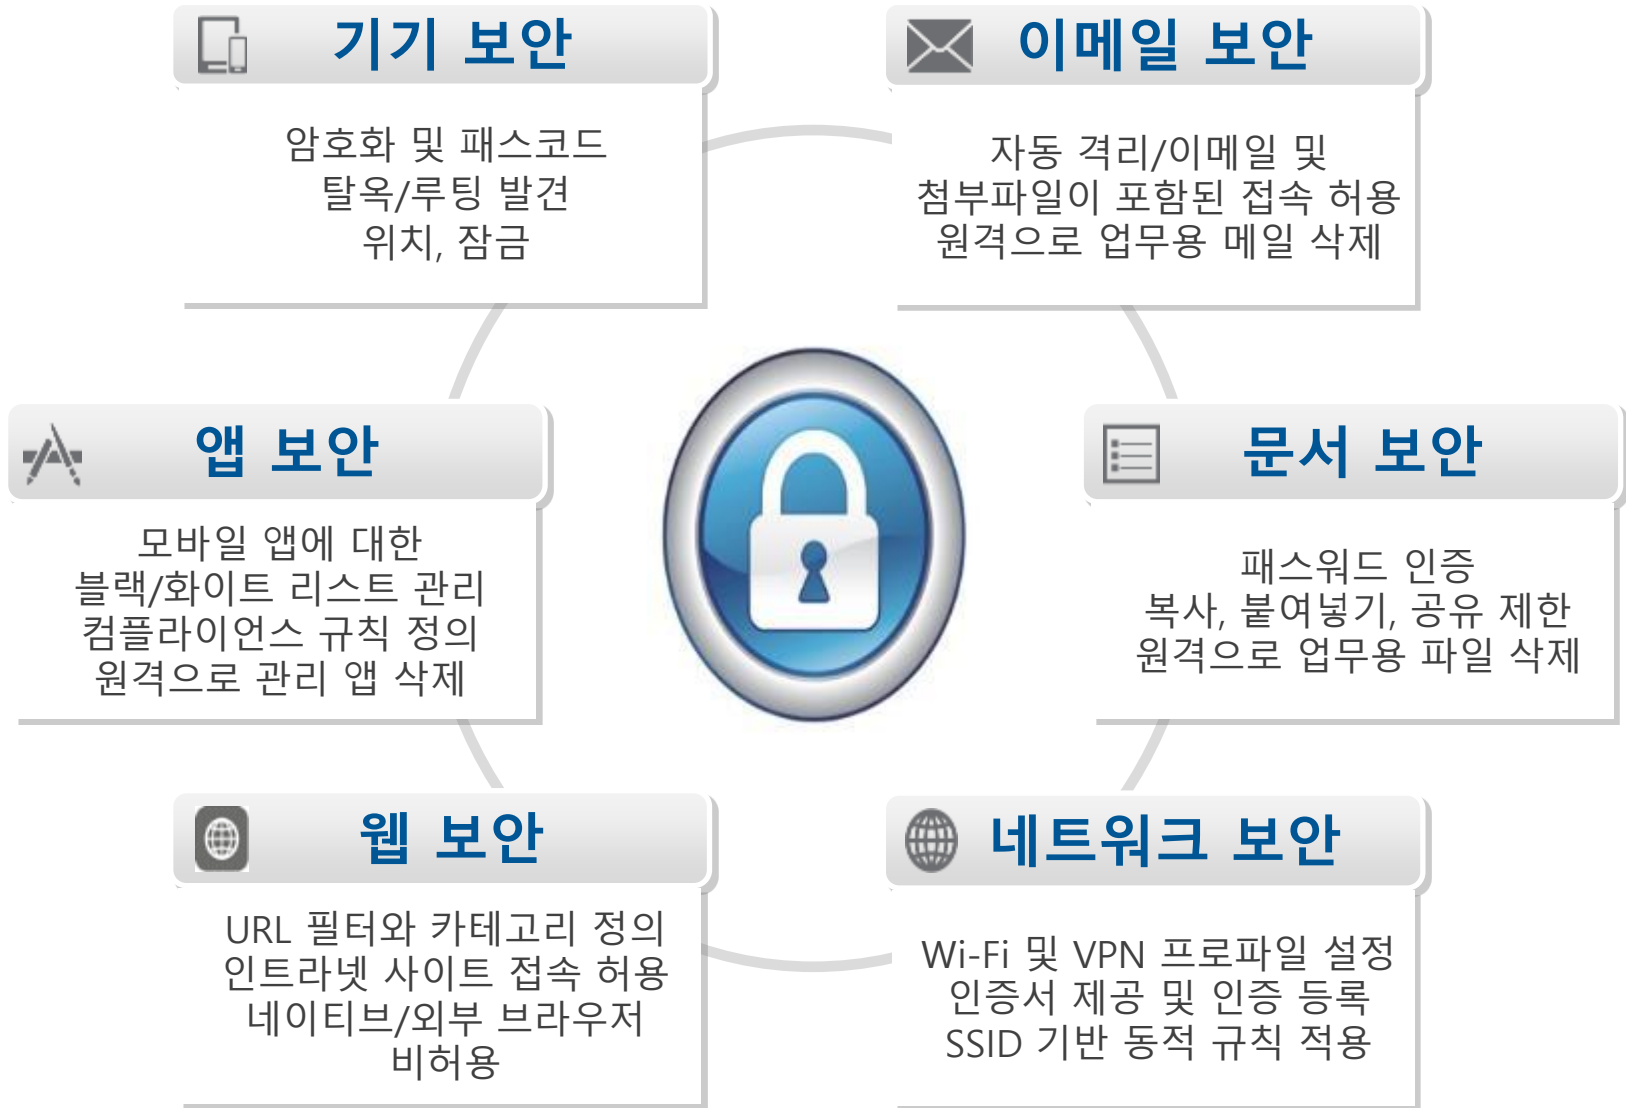 기기 보안
암호화 및 패스코드
탈옥/루팅 발견
위치, 잠금
이메일 보안
자동 격리/이메일 및
첨부파일이 포함된 접속 허용
원격으로 업무용 메일 삭제
앱 보안
모바일 앱에 대한
블랙/화이트 리스트 관리
컴플라이언스 규칙 정의
원격으로 관리 앱 삭제
문서 보안
패스워드 인증
복사, 붙여넣기, 공유 제한
원격으로 업무용 파일 삭제
웹 보안
URL 필터와 카테고리 정의
인트라넷 사이트 접속 허용
네이티브/외부 브라우저
비허용
네트워크 보안
Wi-Fi 및 VPN 프로파일 설정
인증서 제공 및 인증 등록
SSID 기반 동적 규칙 적용